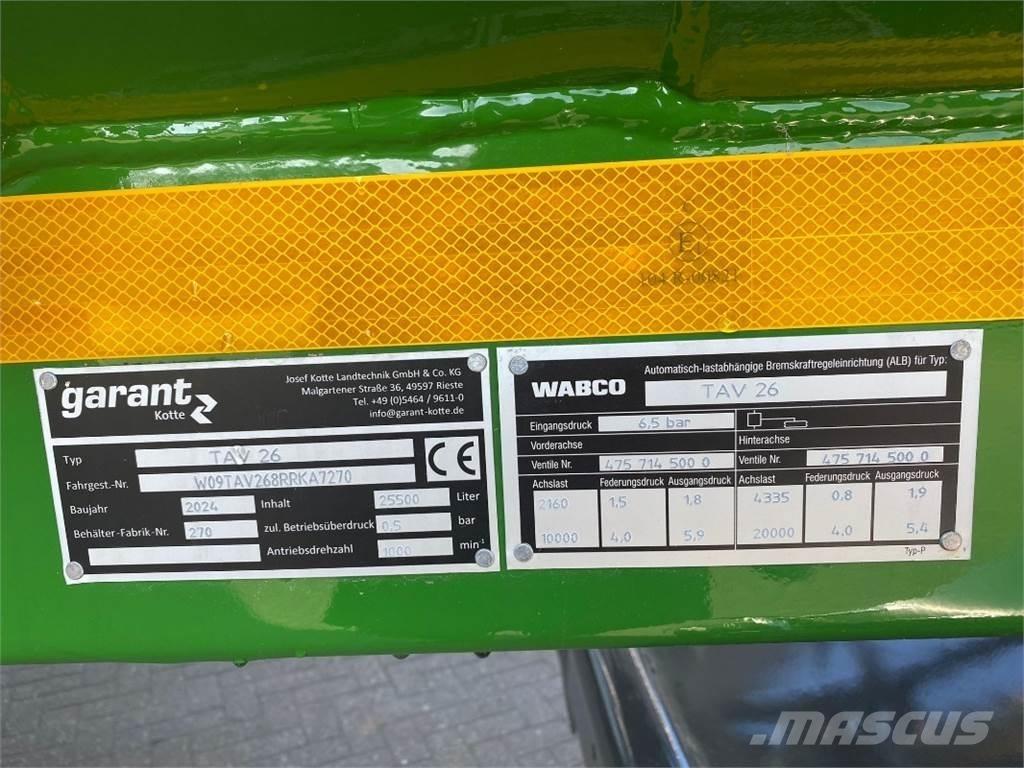 E
104 R-00821
garant
Kotte
Josef Kotte Landtechnik GmbH & Co. KG
Malgartener Straße 36, 49597 Rieste
Tel. +49 (0)5464 / 9611-0
info@garant-kotte.de
Typ TAV 26
Fahrgest.-Nr. W09TAV268RRKA7270
CE
Baujahr 2024 Inhalt 25500 Liter
Behälter-Fabrik-Nr. 270 zul. Betriebsüberdruck 0,5 bar
Antriebsdrehzahl 1000 min⁻¹
WABCO
Automatisch-lastabhängige Bremskraftregeleinrichtung (ALB) für Typ:
TAV 26
Eingangsdruck 6,5 bar
Vorderachse Hinterachse
Ventile Nr. 475 714 500 0 Ventile Nr. 475 714 500 0
Achslast Federungsdruck Ausgangsdruck Achslast Federungsdruck Ausgangsdruck
2160 1,5 1,8 4335 0,8 1,9
10000 4,0 5,9 20000 4,0 5,4
Typ-P
MASCUS